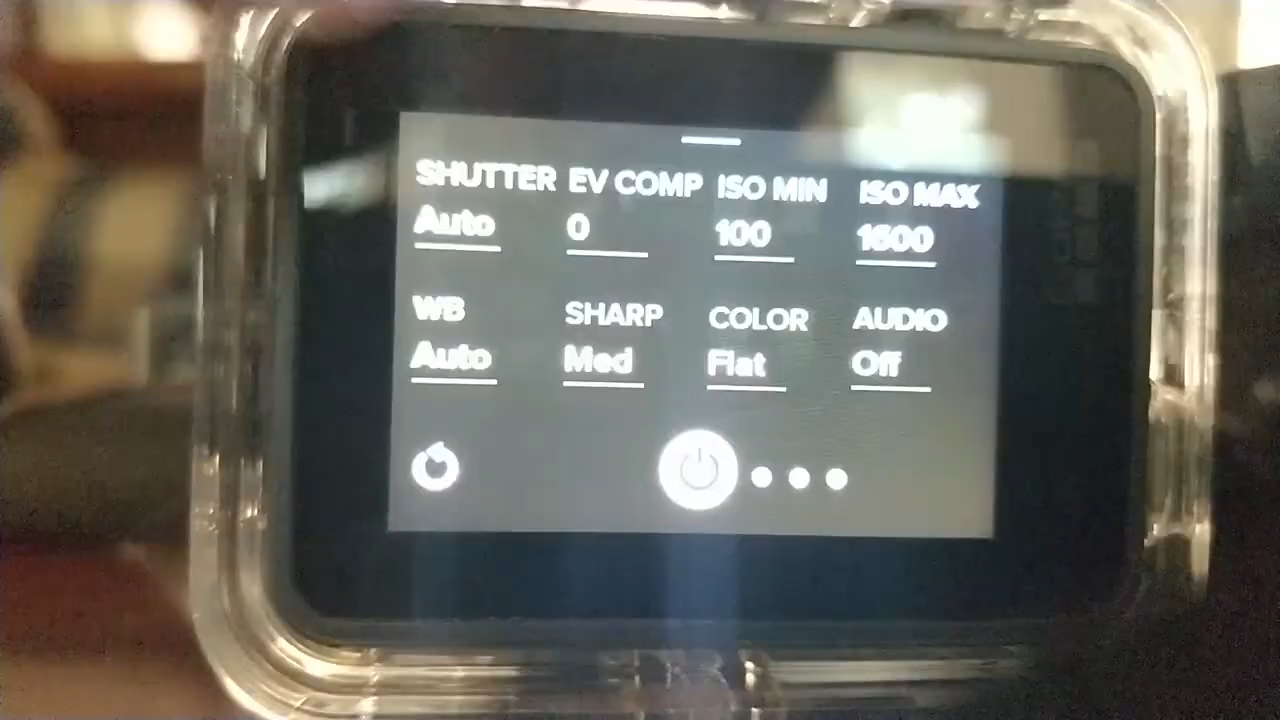 SHUTTER EV COMP ISO MIN ISO MAX
Auto 0 100 1600
WB SHARP COLOR AUDIO
Auto Med Flat Off